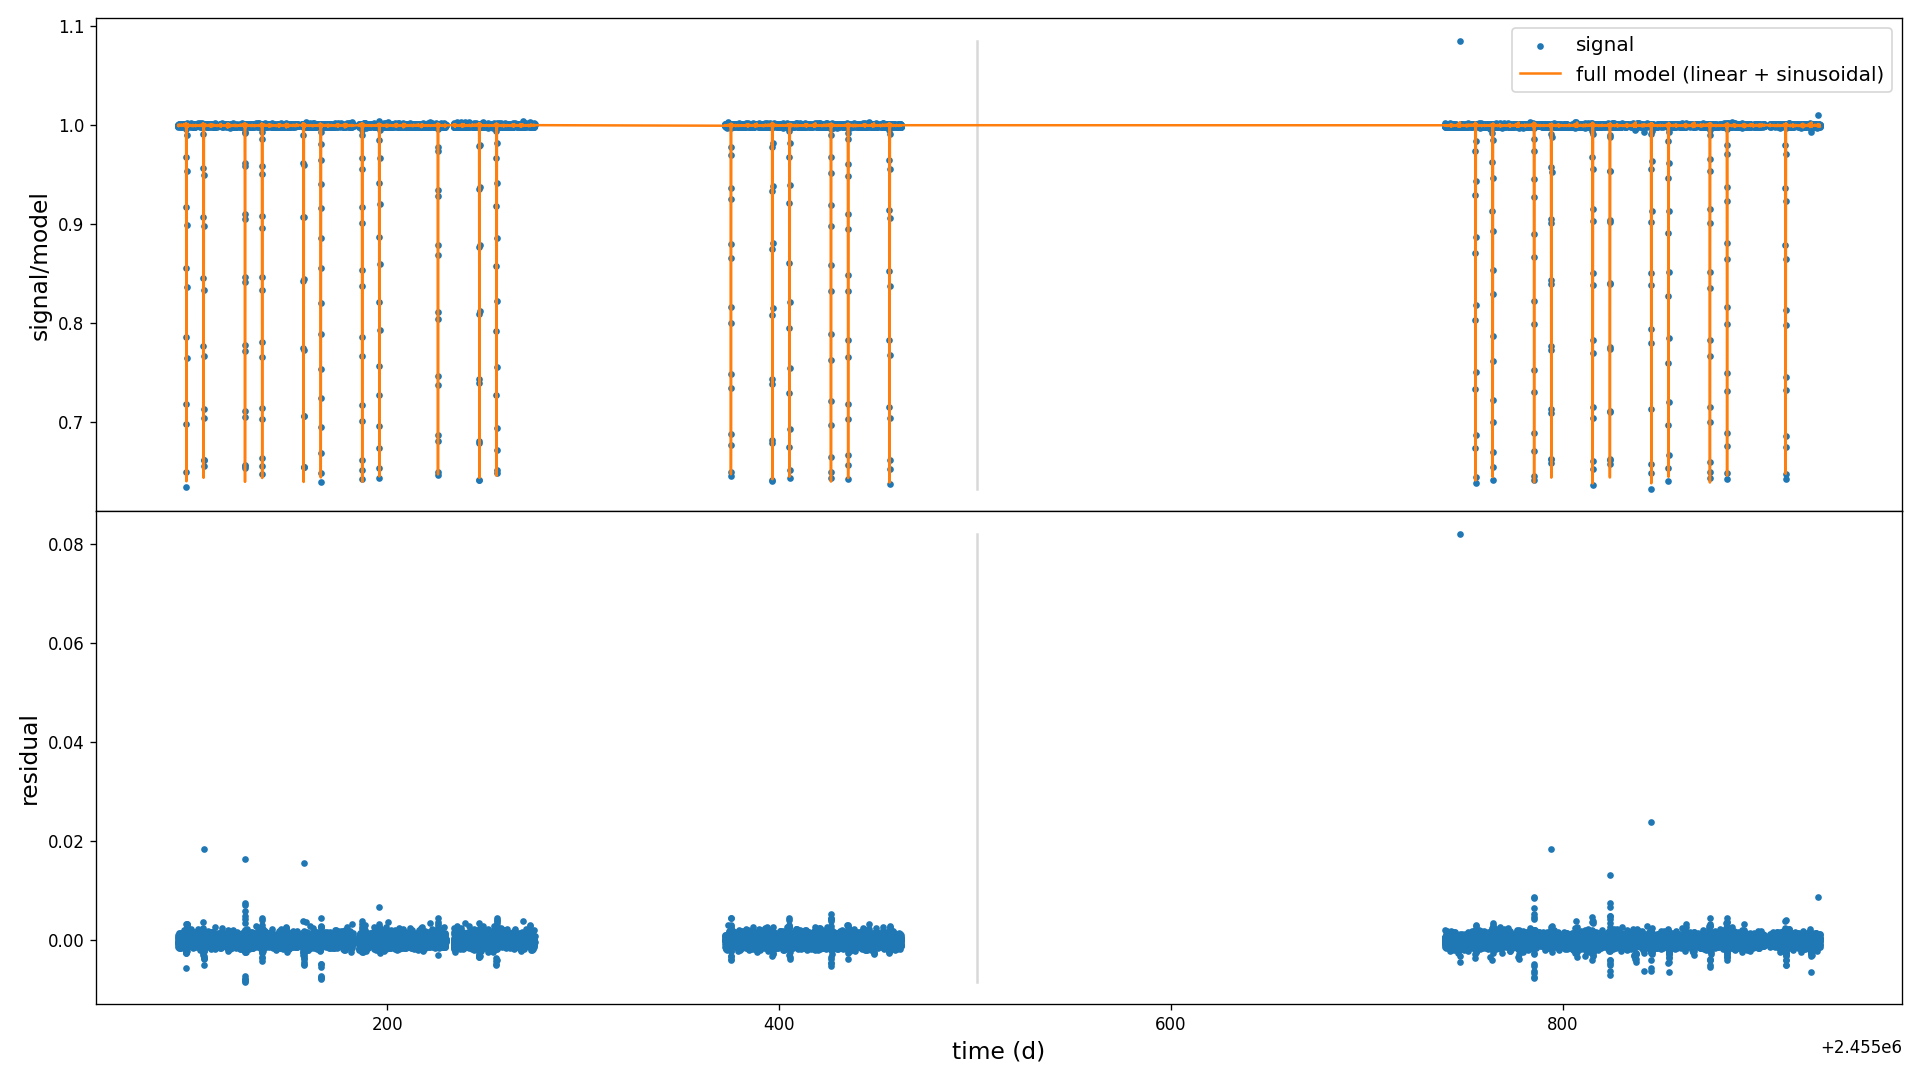 signal/model
1.1
1.0
0.9
0.8
0.7
signal
full model (linear + sinusoidal)
residual
0.08
0.06
0.04
0.02
0.00
200
400
600
800
time (d)
+2.455e6